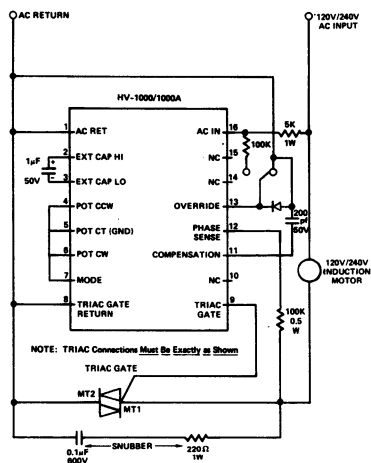 AC RETURN
120V/240V
AC INPUT
HV-1000/1000A
1 AC RET
AC IN 16
5K
1W
100K
1µF
50V
+
-
2 EXT CAP HI
NC 15
3 EXT CAP LO
NC 14
4 POT CCW
OVERRIDE 13
200
pf
60V
5 POT CT (GND)
PHASE
SENSE 12
6 POT CW
COMPENSATION 11
7 MODE
NC 10
120V/240V
INDUCTION
MOTOR
8 TRIAC GATE
RETURN
TRIAC
GATE 9
100K
0.5
W
NOTE: TRIAC Connections Must Be Exactly as Shown
TRIAC GATE
MT2
MT1
0.1µF
600V
SNUBBER
220Ω
1W